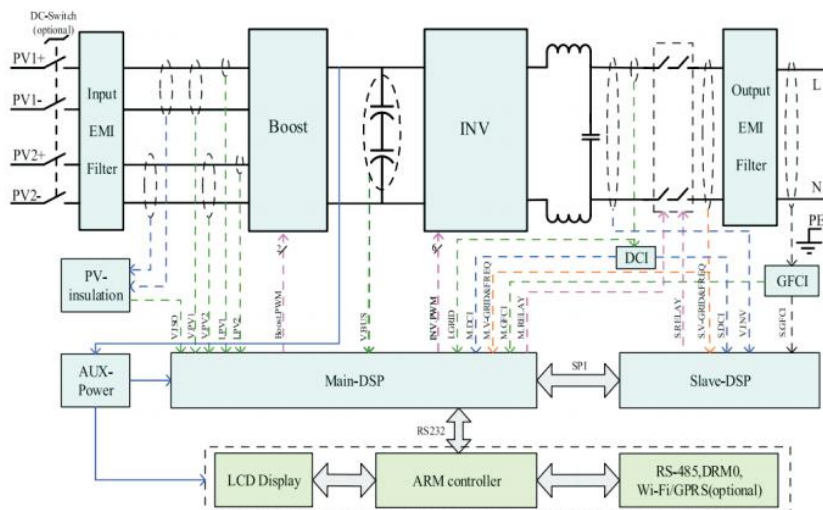 DC-Switch
(optional)
PV1+
PV1-
PV2+
PV2-
Input
EMI
Filter
Boost
INV
Output
EMI
Filter
L
N
PE
PV-
insulation
DCI
GFCI
V.ISO
V.PV1
V.PV2
I.PV1
I.PV2
2
Boost.PWM
V.BUS
6
INV.PWM
I.GRID
M.DCI
M.V-GRID&FREQ
M.GFCI
M.RELAY
S.RELAY
S.V-GRID&FREQ
S.DCI
V.INV
S.GFCI
AUX-
Power
Main-DSP
SPI
Slave-DSP
RS232
LCD Display
ARM controller
RS-485,DRM0,
Wi-Fi/GPRS(optional)